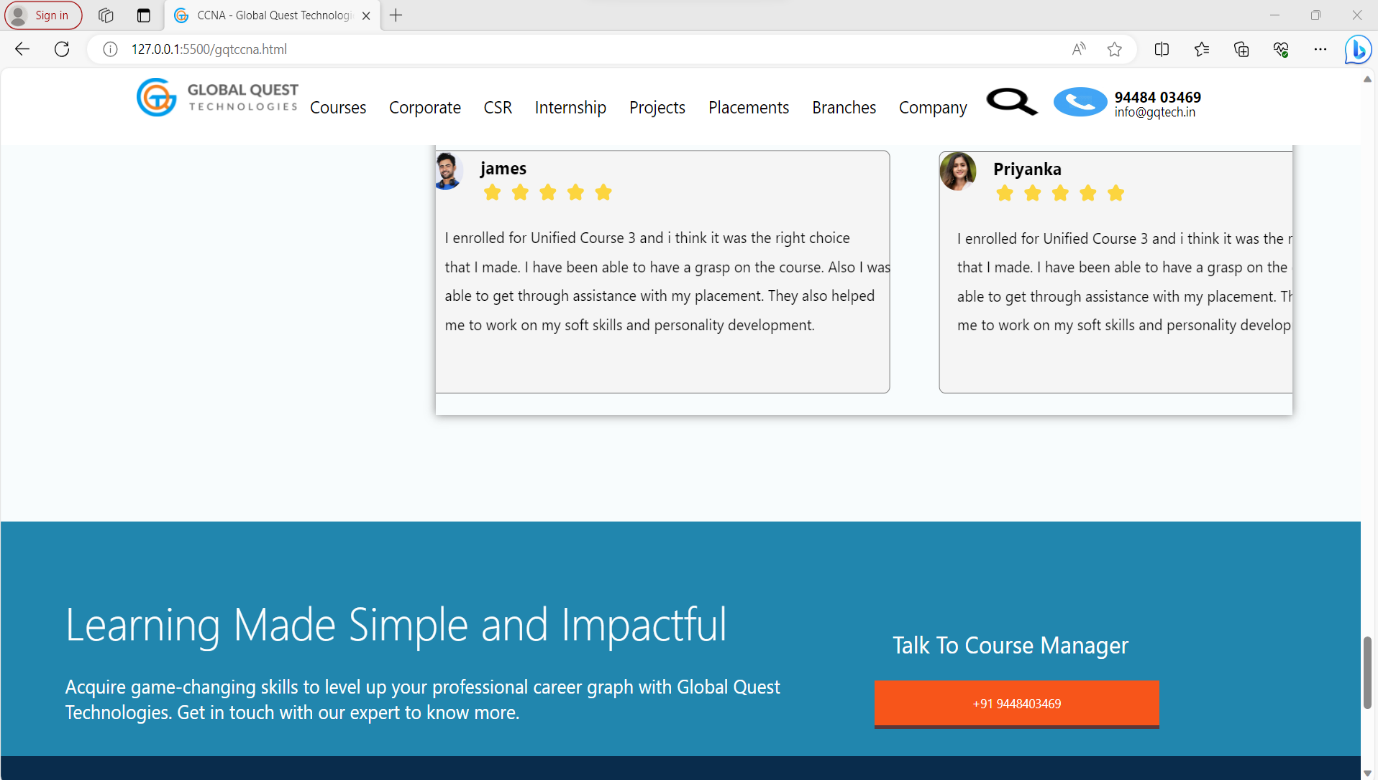 Sign in
CCNA - Global Quest Technologi
127.0.0.1:5500/gqtccna.html
GLOBAL QUEST
TECHNOLOGIES
Courses Corporate CSR Internship Projects Placements Branches Company
94484 03469
info@gqtech.in
james
I enrolled for Unified Course 3 and i think it was the right choice
that I made. I have been able to have a grasp on the course. Also I was
able to get through assistance with my placement. They also helped
me to work on my soft skills and personality development.
Priyanka
I enrolled for Unified Course 3 and i think it was the r
that I made. I have been able to have a grasp on the
able to get through assistance with my placement. Th
me to work on my soft skills and personality develop
Learning Made Simple and Impactful
Acquire game-changing skills to level up your professional career graph with Global Quest
Technologies. Get in touch with our expert to know more.
Talk To Course Manager
+91 9448403469